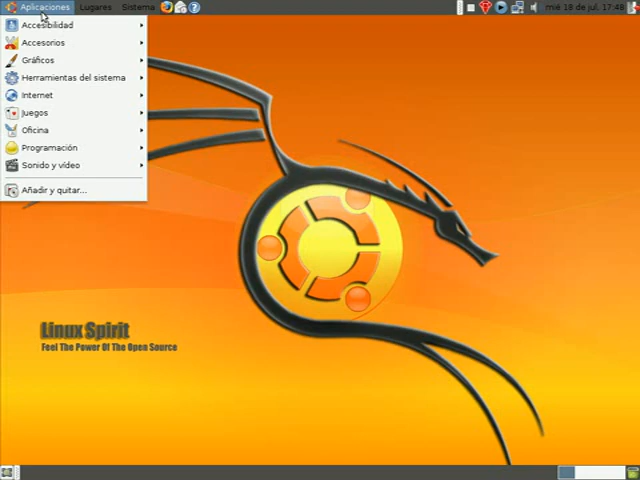 Aplicaciones Lugares Sistema mié 18 de jul, 17:48
Accesibilidad
Accesorios
Gráficos
Herramientas del sistema
Internet
Juegos
Oficina
Programación
Sonido y vídeo
Añadir y quitar...
Linux Spirit
Feel The Power Of The Open Source